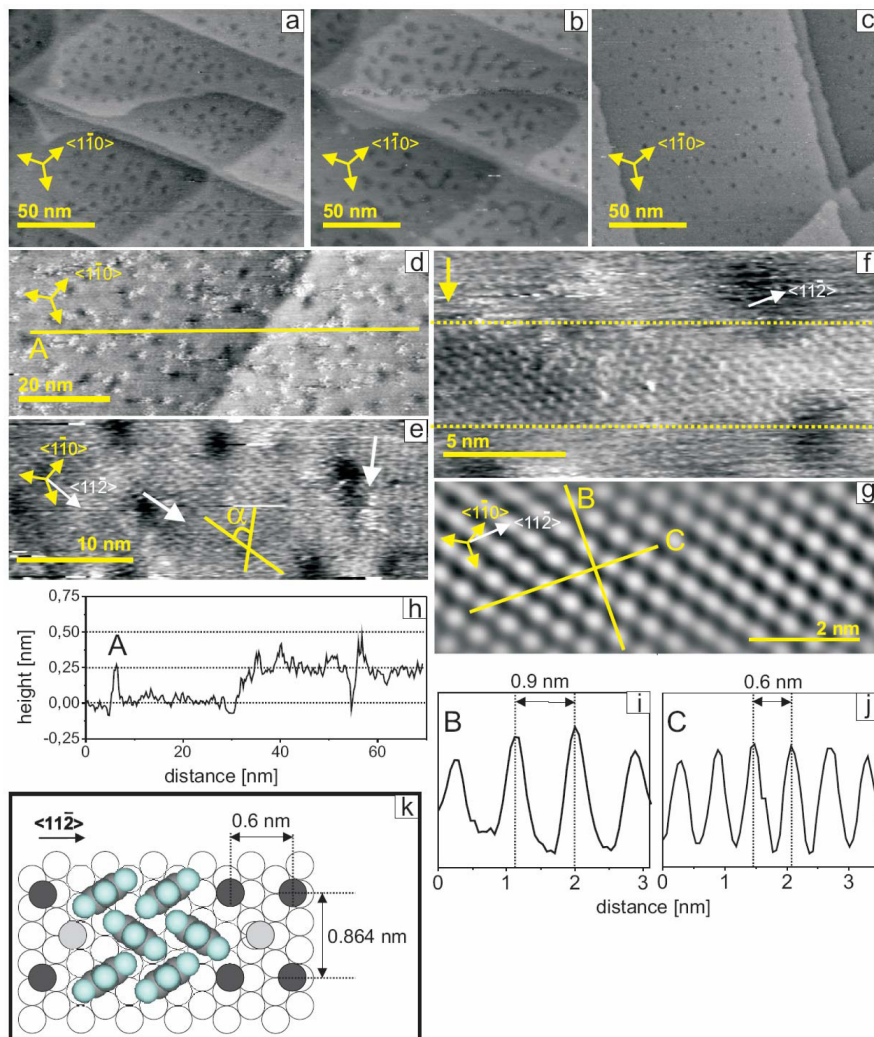 a
<11̅0>
50 nm
b
<11̅0>
50 nm
c
<11̅0>
50 nm
d
<11̅0>
A
20 nm
e
<11̅0>
<112̅>
α
10 nm
f
<112̅>
5 nm
g
<11̅0>
<112̅>
B
C
2 nm
h
A
0,75
0,50
0,25
0,00
-0,25
height [nm]
0 20 40 60
distance [nm]
i
0.9 nm
B
0 1 2 3
j
0.6 nm
C
0 1 2 3
distance [nm]
k
<112̅>
0.6 nm
0.864 nm